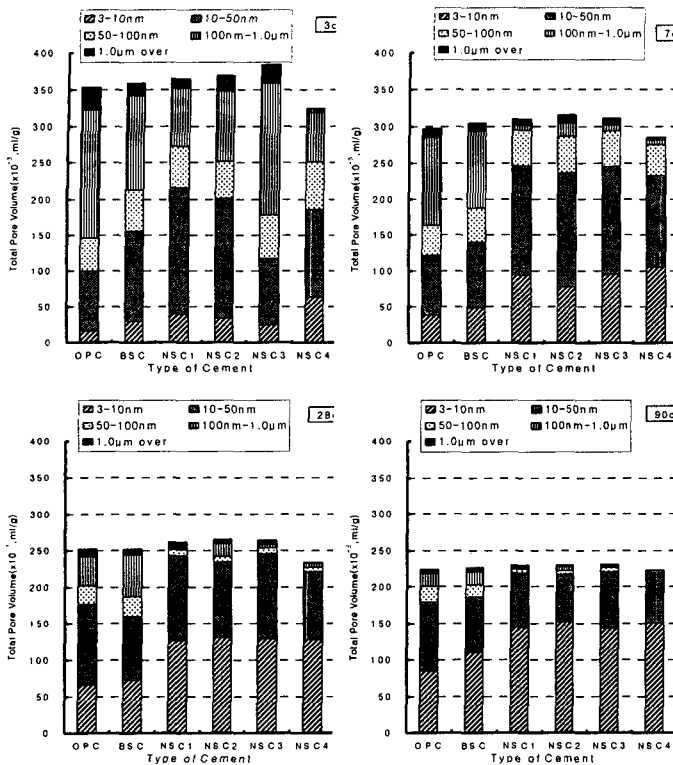 3-10nm 10-50nm
50-100nm 100nm-1.0μm
1.0μm over
3d
400
350
300
250
200
150
100
50
0
Total Pore Volume(x10⁻³,ml/g)
OPC BSC NSC1 NSC2 NSC3 NSC4
Type of Cement
3-10nm 10-50nm
50-100nm 100nm-1.0μm
1.0μm over
7d
400
350
300
250
200
150
100
50
0
Total Pore Volume(x10⁻³,ml/g)
OPC BSC NSC1 NSC2 NSC3 NSC4
Type of Cement
3-10nm 10-50nm
50-100nm 100nm-1.0μm
1.0μm over
28d
400
350
300
250
200
150
100
50
0
Total Pore Volume(x10 ,ml/g)
OPC BSC NSC1 NSC2 NSC3 NSC4
Type of Cement
3-10nm 10-50nm
50-100nm 100nm-1.0μm
1.0μm over
90d
400
350
300
250
200
150
100
50
0
Total Pore Volume(x10 ,ml/g)
OPC BSC NSC1 NSC2 NSC3 NSC4
Type of Cement